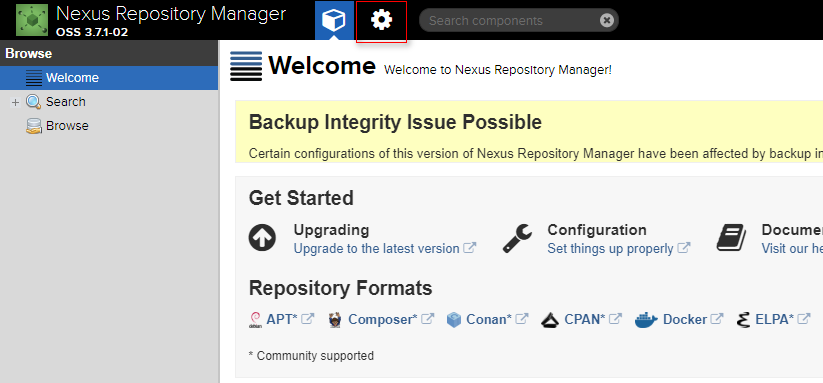 Nexus Repository Manager
OSS 3.7.1-02
Search components
Browse
Welcome
Search
Browse
Welcome Welcome to Nexus Repository Manager!
Backup Integrity Issue Possible
Certain configurations of this version of Nexus Repository Manager have been affected by backup in
Get Started
Upgrading
Upgrade to the latest version
Configuration
Set things up properly
Docume
Visit our he
Repository Formats
APT* Composer* Conan* CPAN* Docker ELPA*
* Community supported